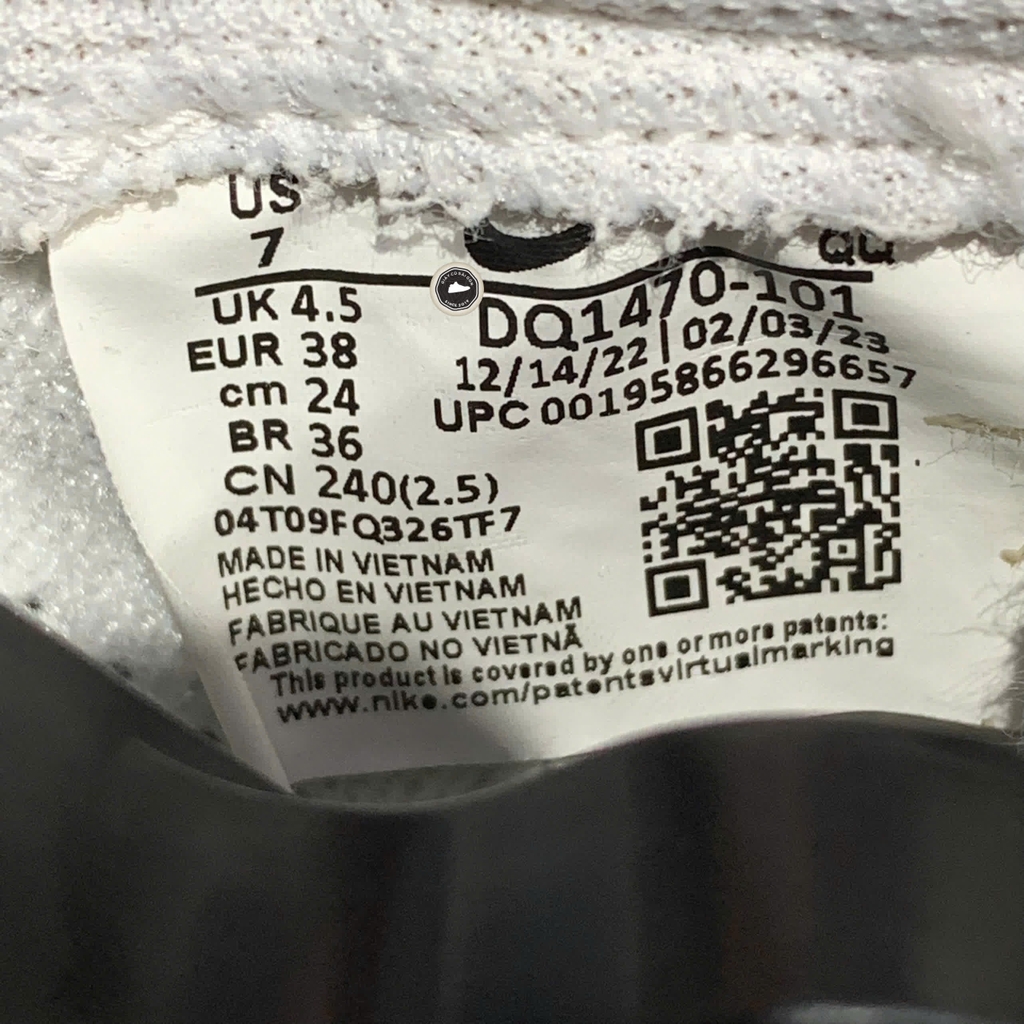 US
7
QU
UK 4.5
EUR 38
cm 24
BR 36
CN 240(2.5)
04T09FQ326TF7
DQ1470-101
12/14/22 | 02/03/23
UPC 00195866296657
MADE IN VIETNAM
HECHO EN VIETNAM
FABRIQUE AU VIETNAM
FABRICADO NO VIETNÃ
This product is covered by one or more patents:
www.nike.com/patentsvirtualmarking